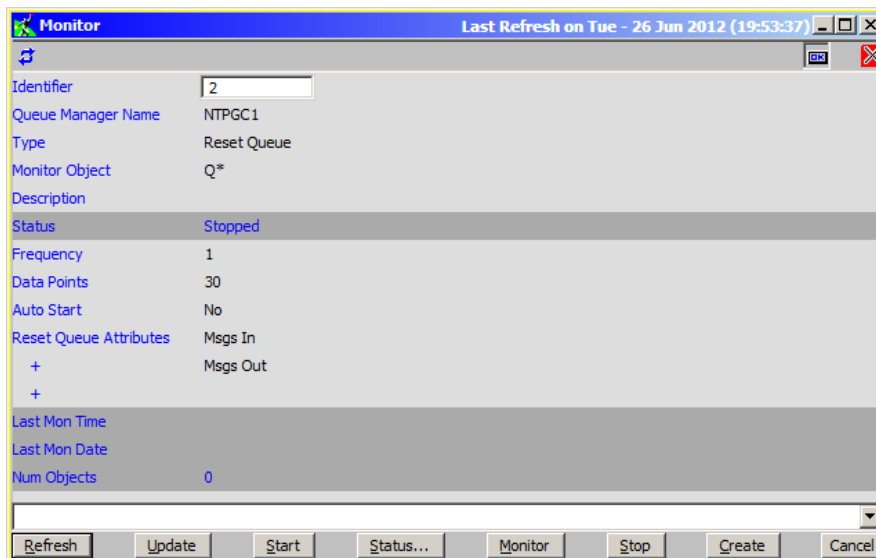 Monitor Last Refresh on Tue - 26 Jun 2012 (19:53:37)
OK
Identifier 2
Queue Manager Name NTPGC1
Type Reset Queue
Monitor Object Q*
Description
Status Stopped
Frequency 1
Data Points 30
Auto Start No
Reset Queue Attributes Msgs In
+ Msgs Out
+
Last Mon Time
Last Mon Date
Num Objects 0
Refresh Update Start Status... Monitor Stop Create Cancel